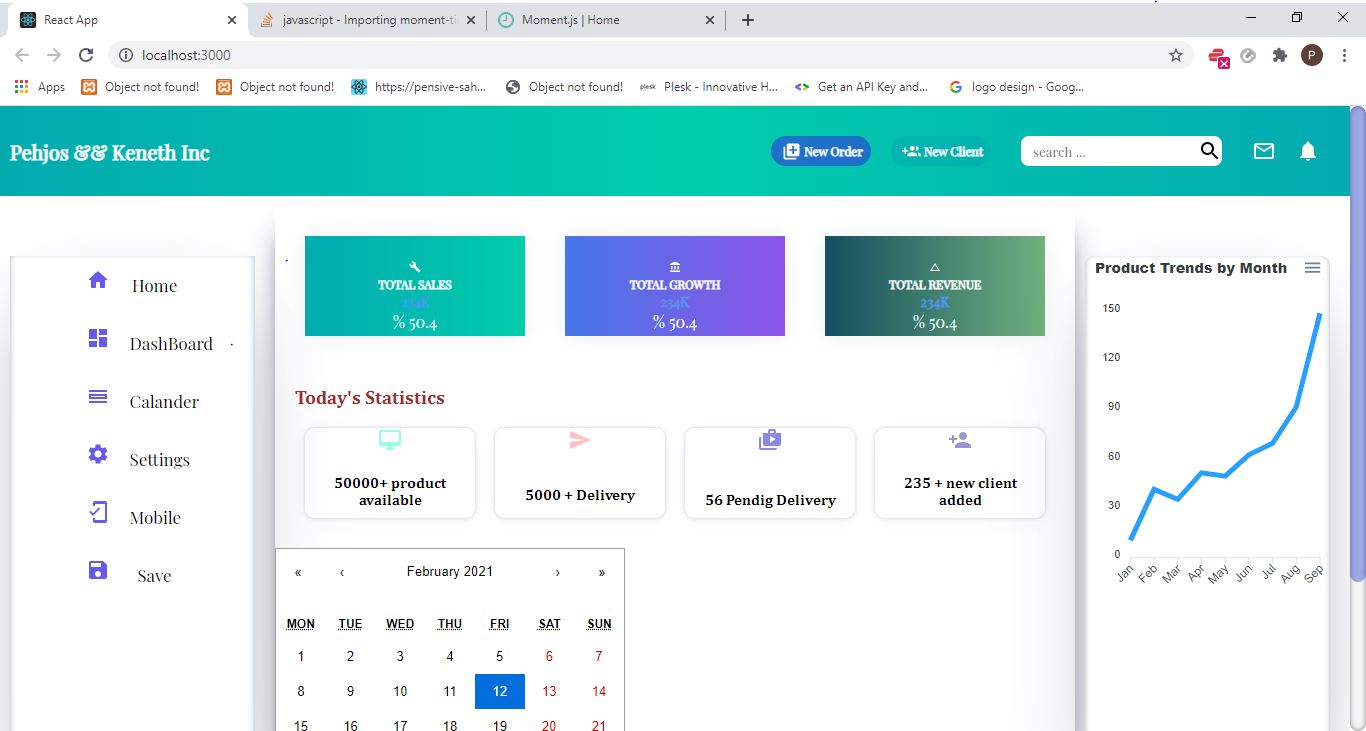 React App
javascript - Importing moment-ti
Moment.js | Home
localhost:3000
P
Apps
Object not found!
Object not found!
https://pensive-sah...
Object not found!
plesk
Plesk - Innovative H...
Get an API Key and...
logo design - Goog...
Pehjos && Keneth Inc
New Order
New Client
search ...
Home
DashBoard
Calander
Settings
Mobile
Save
TOTAL SALES
234K
% 50.4
TOTAL GROWTH
234K
% 50.4
TOTAL REVENUE
234K
% 50.4
Today's Statistics
50000+ product
available
5000 + Delivery
56 Pendig Delivery
235 + new client
added
« ‹ February 2021 › »
MON TUE WED THU FRI SAT SUN
1 2 3 4 5 6 7
8 9 10 11 12 13 14
15 16 17 18 19 20 21
Product Trends by Month
150
120
90
60
30
0
Jan Feb Mar Apr May Jun Jul Aug Sep